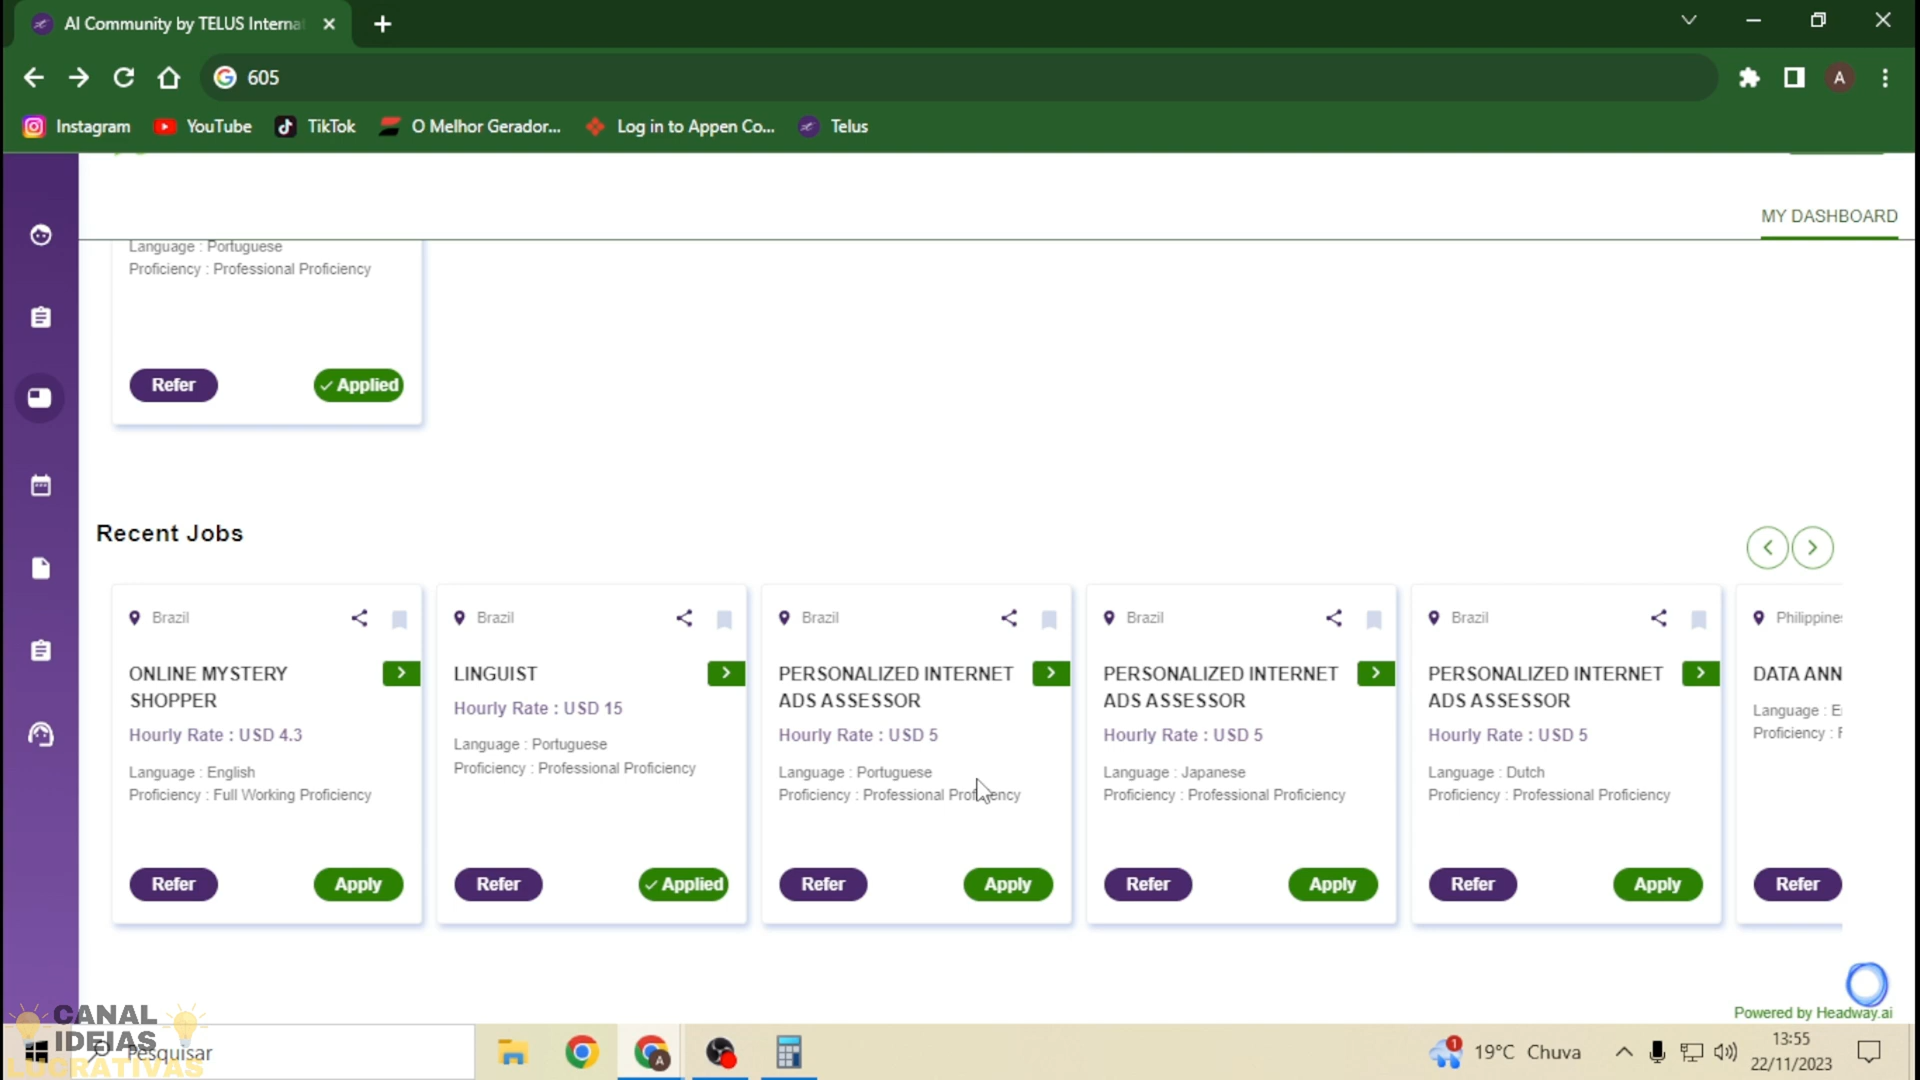 AI Community by TELUS Interna
605
Instagram
YouTube
TikTok
O Melhor Gerador...
Log in to Appen Co...
Telus
MY DASHBOARD
Language : Portuguese
Proficiency : Professional Proficiency
Refer
Applied
Recent Jobs
Brazil
ONLINE MYSTERY
SHOPPER
Hourly Rate : USD 4.3
Language : English
Proficiency : Full Working Proficiency
Refer
Apply
Brazil
LINGUIST
Hourly Rate : USD 15
Language : Portuguese
Proficiency : Professional Proficiency
Refer
Applied
Brazil
PERSONALIZED INTERNET
ADS ASSESSOR
Hourly Rate : USD 5
Language : Portuguese
Proficiency : Professional Proficiency
Refer
Apply
Brazil
PERSONALIZED INTERNET
ADS ASSESSOR
Hourly Rate : USD 5
Language : Japanese
Proficiency : Professional Proficiency
Refer
Apply
Brazil
PERSONALIZED INTERNET
ADS ASSESSOR
Hourly Rate : USD 5
Language : Dutch
Proficiency : Professional Proficiency
Refer
Apply
Philippine
DATA ANN
Language : E
Proficiency : F
Refer
Powered by Headway.ai
CANAL
IDEIAS
LUCRATIVAS
Pesquisar
A
A
1
19°C Chuva
13:55
22/11/2023